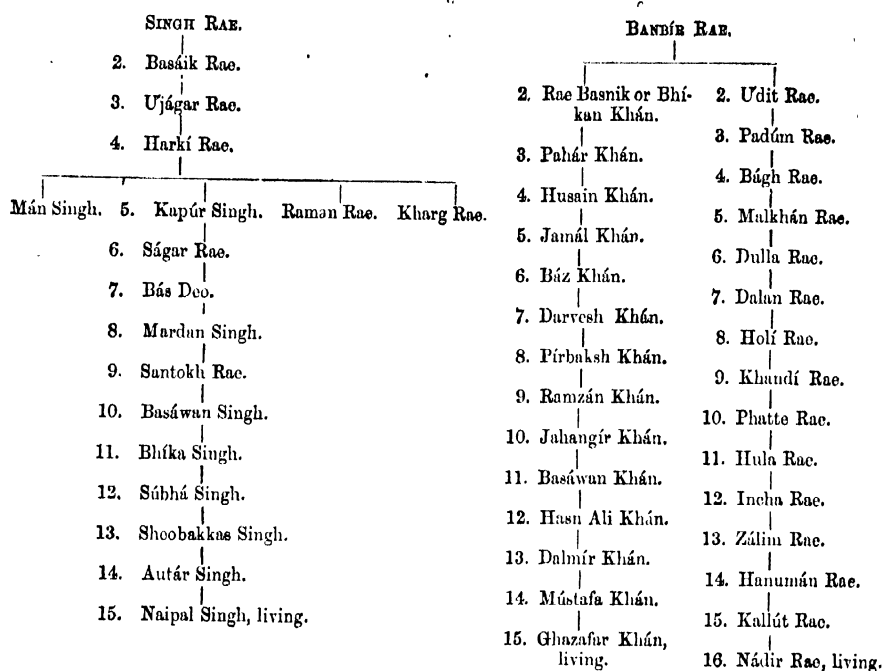 SINGH RAE.
2. Basáik Rae.
3. U'jágar Rae.
4. Harkí Rae.
Mán Singh. 5. Kapúr Singh. Raman Rae. Kharg Rae.
6. Ságar Rae.
7. Bás Deo.
8. Mardan Singh.
9. Santokh Rae.
10. Basáwan Singh.
11. Bhíka Singh.
12. Súbhá Singh.
13. Shoobakkas Singh.
14. Autár Singh.
15. Naipal Singh, living.
BANBÍR RAE.
2. Rae Basnik or Bhí-
kan Khán.
3. Pahár Khán.
4. Husain Khán.
5. Jamál Khán.
6. Báz Khán.
7. Darvesh Khán.
8. Pírbaksh Khán.
9. Ramzán Khán.
10. Jahangír Khán.
11. Basáwan Khán.
12. Hasn Ali Khán.
13. Dalmír Khán.
14. Mústafa Khán.
15. Ghazafar Khán,
living.
2. U'dit Rae.
3. Padúm Rae.
4. Bágh Rae.
5. Malkhán Rae.
6. Dulla Rae.
7. Dalan Rae.
8. Holí Rae.
9. Khandí Rae.
10. Phatte Rae.
11. Hula Rae.
12. Incha Rae.
13. Zálim Rae.
14. Hanumán Rae.
15. Kallút Rae.
16. Nádir Rae, living.